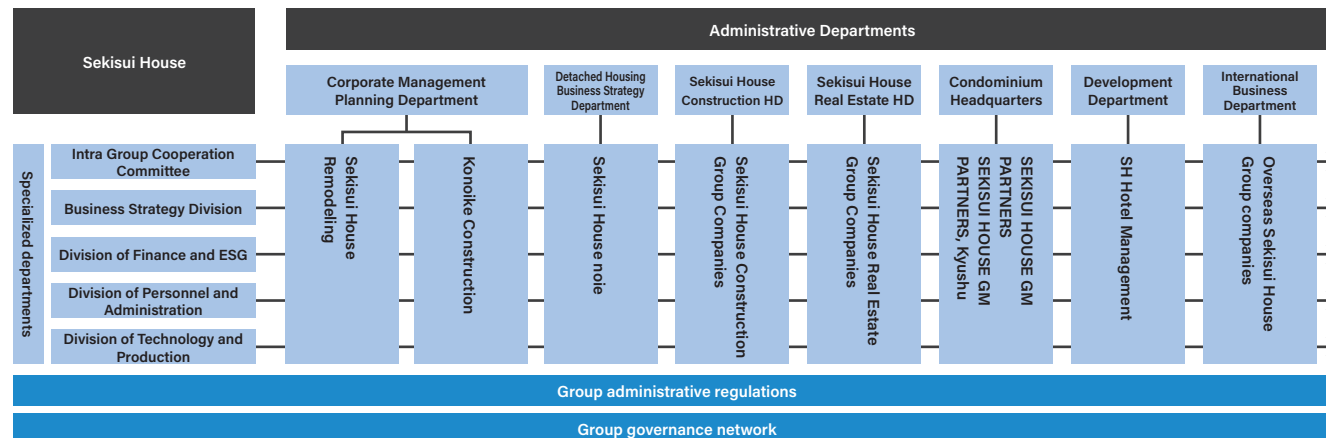 Sekisui House
Administrative Departments
Corporate Management
Planning Department
Detached Housing
Business Strategy
Department
Sekisui House
Construction HD
Sekisui House
Real Estate HD
Condominium
Headquarters
Development
Department
International
Business
Department
Specialized departments
Intra Group Cooperation
Committee
Business Strategy Division
Division of Finance and ESG
Division of Personnel and
Administration
Division of Technology and
Production
Sekisui House
Remodeling
Konoike Construction
Sekisui House noie
Sekisui House Construction
Group Companies
Sekisui House Real Estate
Group Companies
SEKISUI HOUSE GM
PARTNERS
SEKISUI HOUSE GM
PARTNERS, Kyushu
SH Hotel Management
Overseas Sekisui House
Group companies
Group administrative regulations
Group governance network